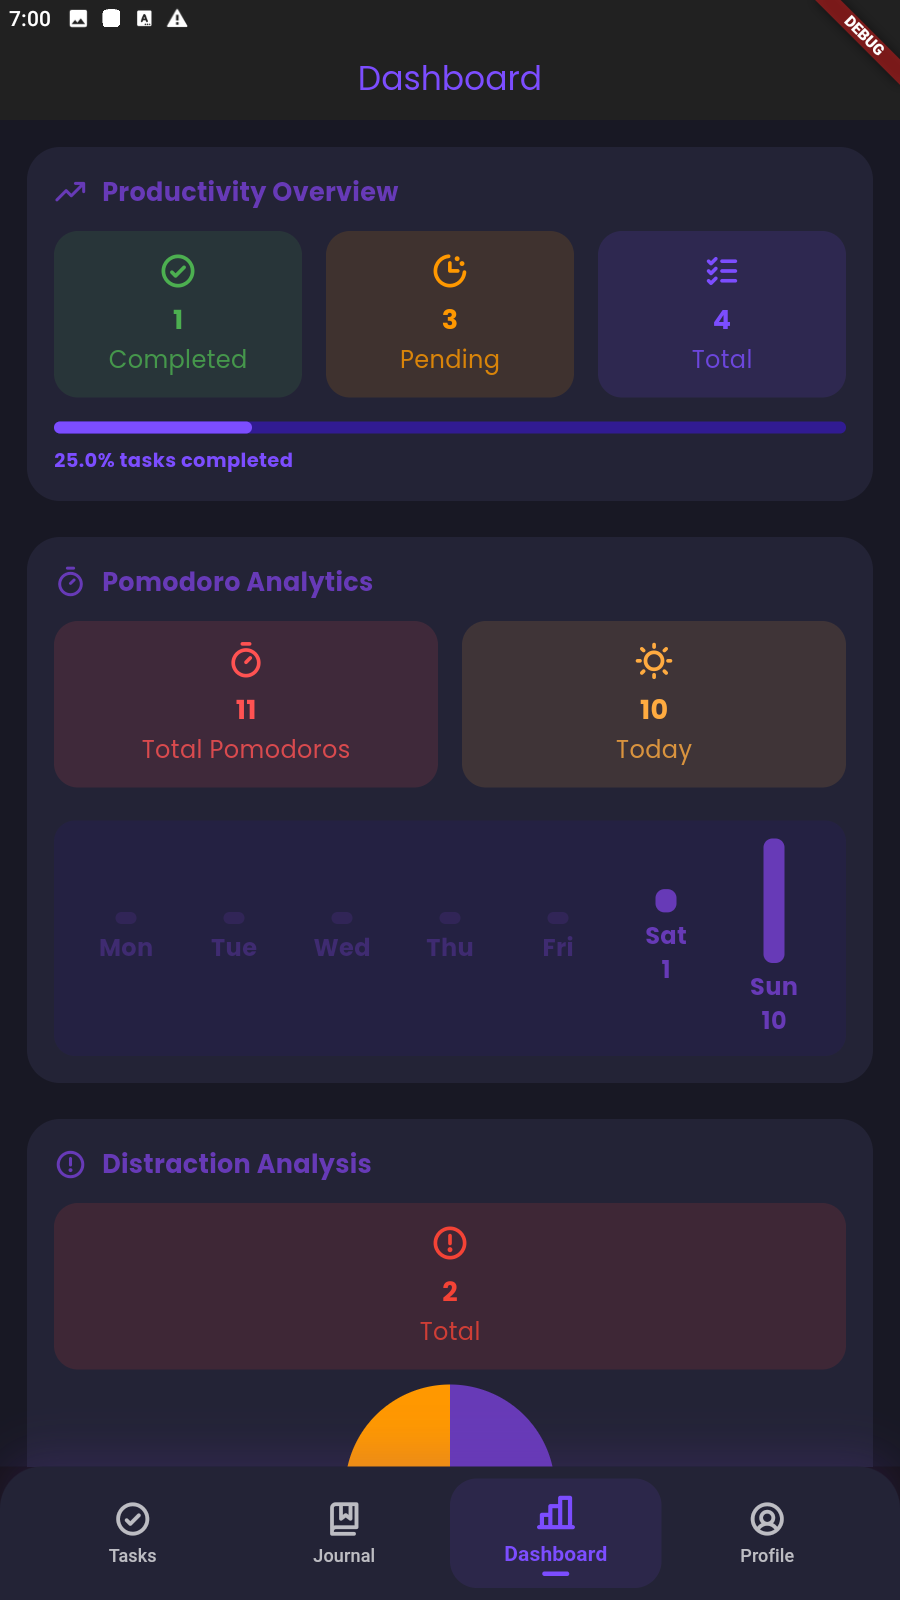 7:00
DEBUG
Dashboard
Productivity Overview
1
Completed
3
Pending
4
Total
25.0% tasks completed
Pomodoro Analytics
11
Total Pomodoros
10
Today
Mon
Tue
Wed
Thu
Fri
Sat
1
Sun
10
Distraction Analysis
2
Total
Tasks
Journal
Dashboard
Profile